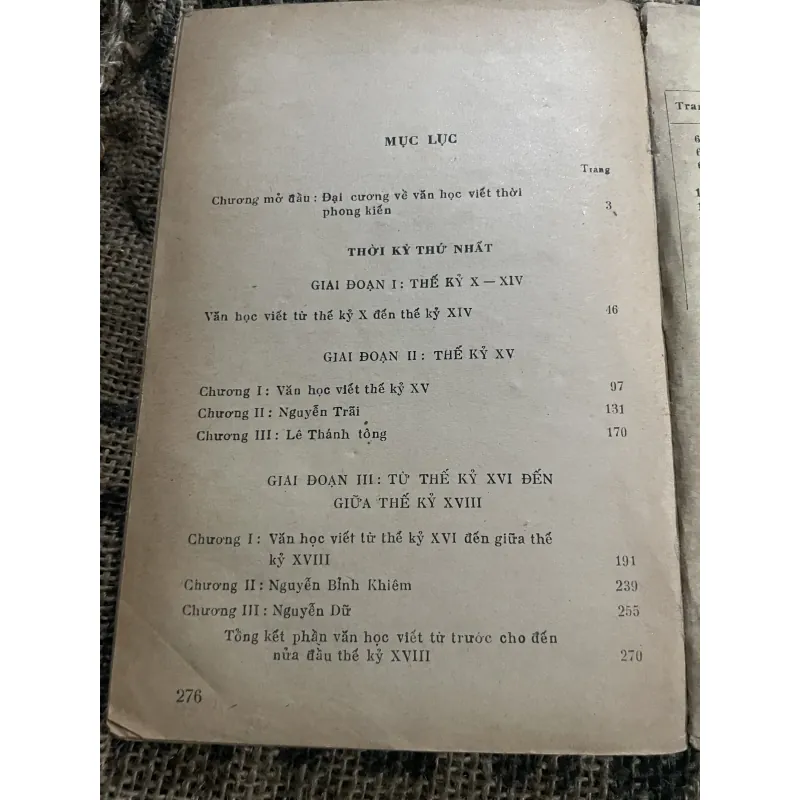 MỤC LỤC
Trang
Chương mở đầu : Đại cương về văn học viết thời
phong kiến 3
THỜI KỲ THỨ NHẤT
GIAI ĐOẠN I : THẾ KỶ X — XIV
Văn học viết từ thế kỷ X đến thế kỷ XIV 46
GIAI ĐOẠN II : THẾ KỶ XV
Chương I : Văn học viết thế kỷ XV 97
Chương II : Nguyễn Trãi 131
Chương III : Lê Thánh tông 170
GIAI ĐOẠN III : TỪ THẾ KỶ XVI ĐẾN
GIỮA THẾ KỶ XVIII
Chương I : Văn học viết từ thế kỷ XVI đến giữa thế
kỷ XVIII 191
Chương II : Nguyễn Bỉnh Khiêm 239
Chương III : Nguyễn Dữ 255
Tổng kết phần văn học viết từ trước cho đến
nửa đầu thế kỷ XVIII 270
276